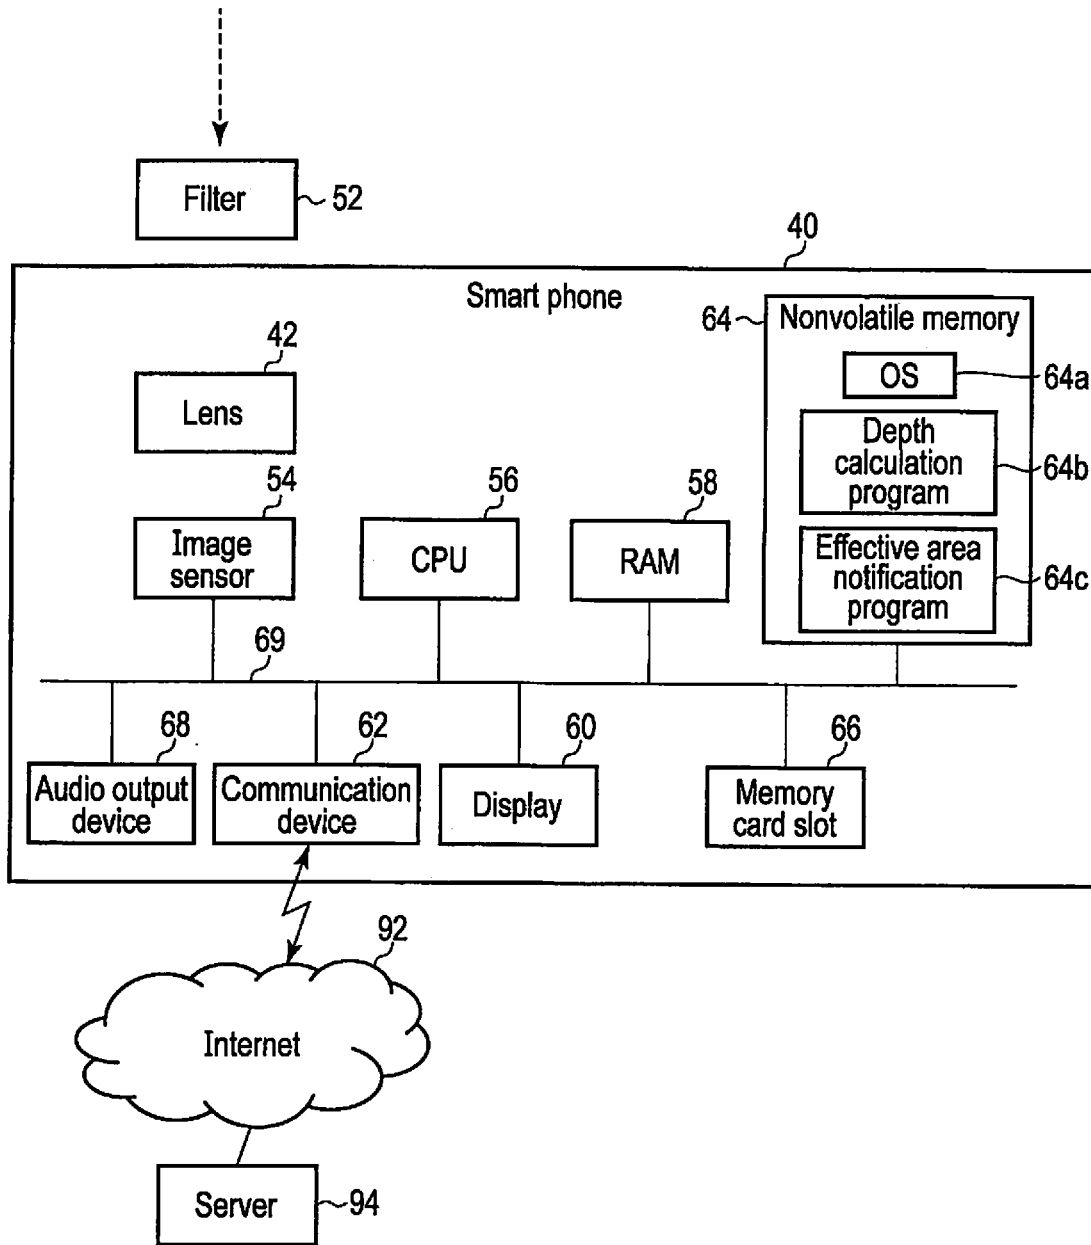 Filter
52
40
Smart phone
64
Nonvolatile memory
OS
64a
Depth
calculation
program
64b
Effective area
notification
program
64c
42
Lens
54
Image
sensor
56
CPU
58
RAM
69
68
Audio output
device
62
Communication
device
60
Display
66
Memory
card slot
92
Internet
Server
94